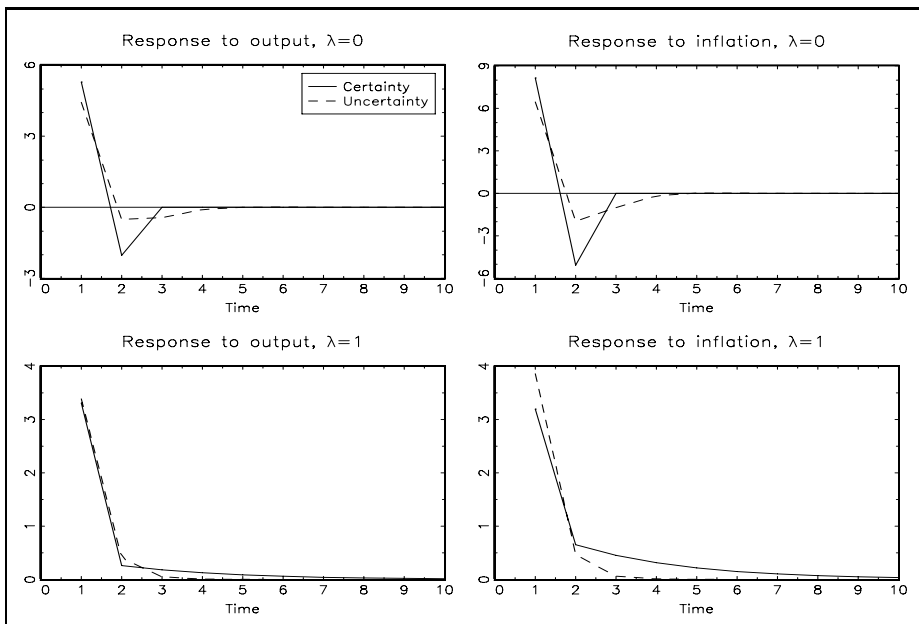 Response to output, λ=0
6
3
0
−3
Certainty
Uncertainty
0 1 2 3 4 5 6 7 8 9 10
Time
Response to inflation, λ=0
9
6
3
0
−3
−6
0 1 2 3 4 5 6 7 8 9 10
Time
Response to output, λ=1
4
3
2
1
0
0 1 2 3 4 5 6 7 8 9 10
Time
Response to inflation, λ=1
4
3
2
1
0
0 1 2 3 4 5 6 7 8 9 10
Time